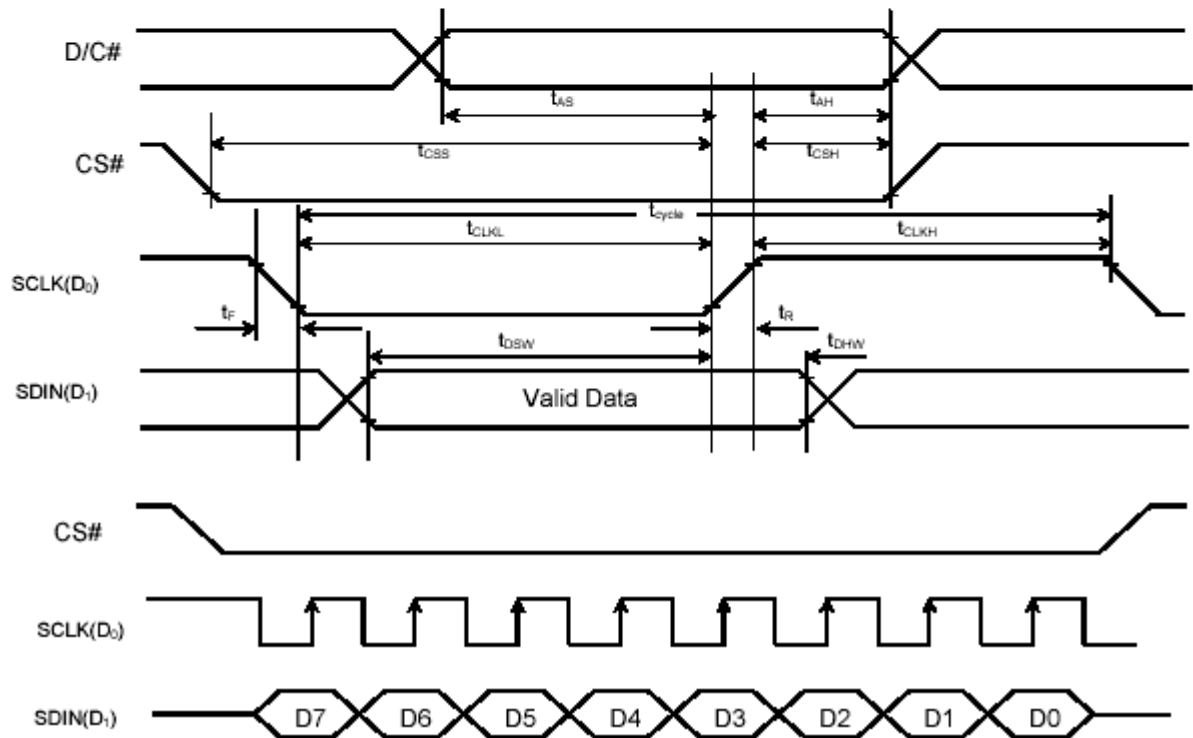 D/C#
tAS
tAH
CS#
tCSS
tCSH
tcycle
tCLKL
tCLKH
SCLK(D0)
tF
tR
tDSW
tDHW
SDIN(D1)
Valid Data
CS#
SCLK(D0)
SDIN(D1)
D7 D6 D5 D4 D3 D2 D1 D0